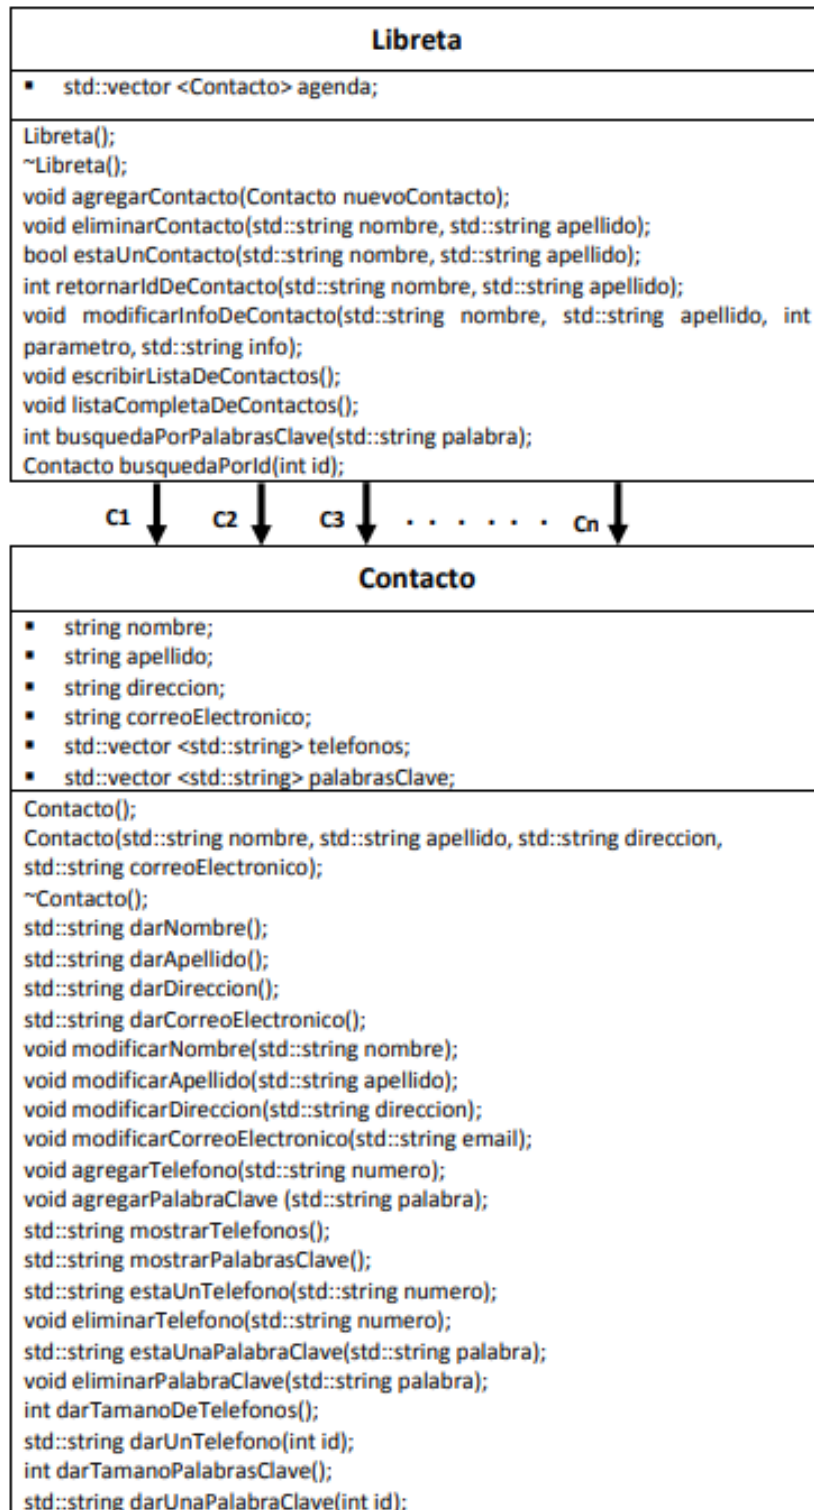 Libreta
▪ std::vector <Contacto> agenda;
Libreta();
~Libreta();
void agregarContacto(Contacto nuevoContacto);
void eliminarContacto(std::string nombre, std::string apellido);
bool estaUnContacto(std::string nombre, std::string apellido);
int retornarIdDeContacto(std::string nombre, std::string apellido);
void modificarInfoDeContacto(std::string nombre, std::string apellido, int
parametro, std::string info);
void escribirListaDeContactos();
void listaCompletaDeContactos();
int busquedaPorPalabrasClave(std::string palabra);
Contacto busquedaPorId(int id);
C1 C2 C3 . . . . . . Cn
Contacto
▪ string nombre;
▪ string apellido;
▪ string direccion;
▪ string correoElectronico;
▪ std::vector <std::string> telefonos;
▪ std::vector <std::string> palabrasClave;
Contacto();
Contacto(std::string nombre, std::string apellido, std::string direccion,
std::string correoElectronico);
~Contacto();
std::string darNombre();
std::string darApellido();
std::string darDireccion();
std::string darCorreoElectronico();
void modificarNombre(std::string nombre);
void modificarApellido(std::string apellido);
void modificarDireccion(std::string direccion);
void modificarCorreoElectronico(std::string email);
void agregarTelefono(std::string numero);
void agregarPalabraClave (std::string palabra);
std::string mostrarTelefonos();
std::string mostrarPalabrasClave();
std::string estaUnTelefono(std::string numero);
void eliminarTelefono(std::string numero);
std::string estaUnaPalabraClave(std::string palabra);
void eliminarPalabraClave(std::string palabra);
int darTamanoDeTelefonos();
std::string darUnTelefono(int id);
int darTamanoPalabrasClave();
std::string darUnaPalabraClave(int id);